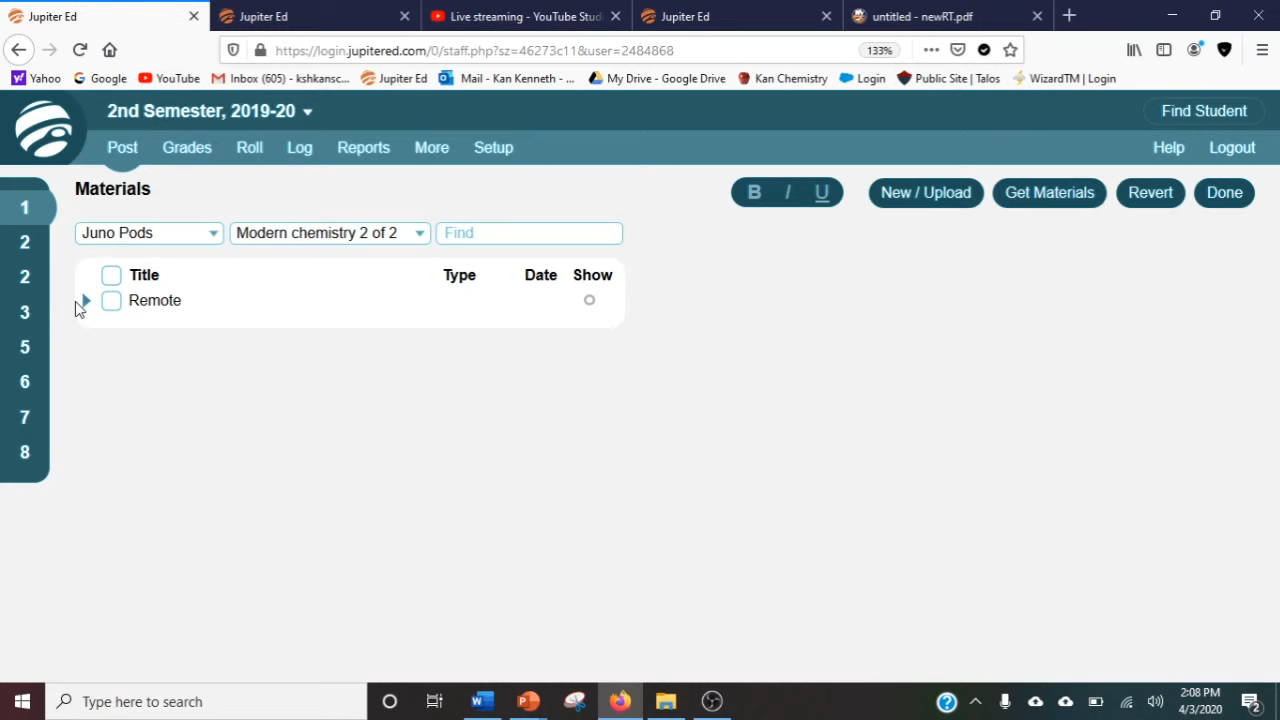 Jupiter Ed
Jupiter Ed
Live streaming - YouTube Stud
Jupiter Ed
untitled - newRT.pdf
https://login.jupitered.com/0/staff.php?sz=46273c11&user=2484868
133%
Yahoo
Google
YouTube
Inbox (605) - kshkansc...
Jupiter Ed
Mail - Kan Kenneth - ...
My Drive - Google Drive
Kan Chemistry
Login
Public Site | Talos
WizardTM | Login
2nd Semester, 2019-20
Find Student
Post Grades Roll Log Reports More Setup
Help Logout
Materials
B I U
New / Upload
Get Materials
Revert
Done
Juno Pods
Modern chemistry 2 of 2
Find
Title Type Date Show
Remote
1
2
2
3
5
6
7
8
Type here to search
2:08 PM
4/3/2020
2